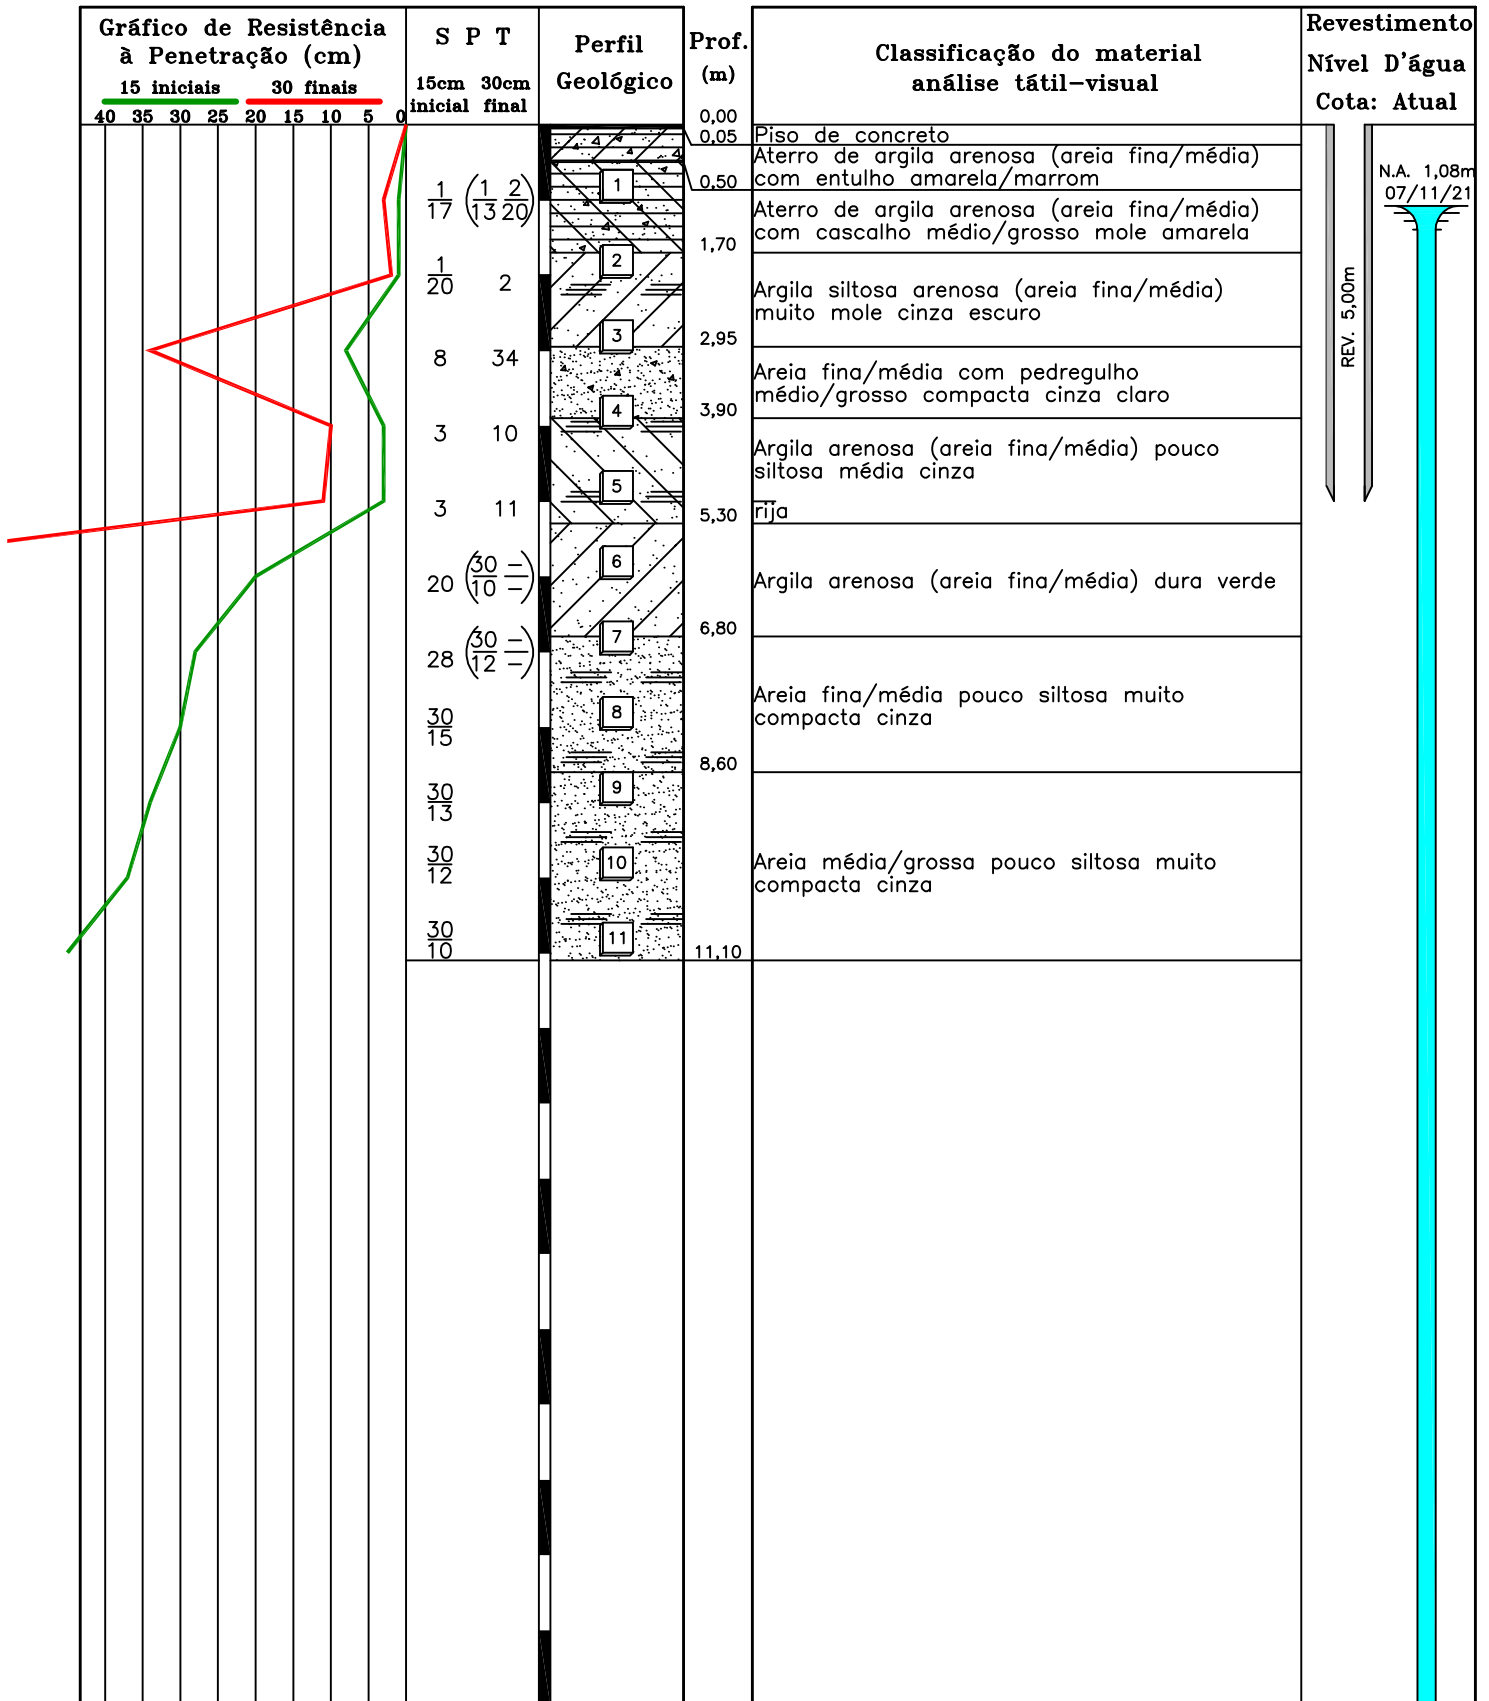 Gráfico de Resistência
à Penetração (cm)
15 iniciais 30 finais
40 35 30 25 20 15 10 5 0
S P T
15cm 30cm
inicial final
Perfil
Geológico
Prof.
(m)
Classificação do material
análise tátil-visual
Revestimento
Nível D'água
Cota: Atual
0,00
0,05 Piso de concreto
Aterro de argila arenosa (areia fina/média)
0,50 com entulho amarela/marrom
1/17 (1/13 2/20) 1
Aterro de argila arenosa (areia fina/média)
1,70 com cascalho médio/grosso mole amarela
N.A. 1,08m
07/11/21
1/20 2 2
Argila siltosa arenosa (areia fina/média)
muito mole cinza escuro
REV. 5,00m
8 34 3 2,95
Areia fina/média com pedregulho
médio/grosso compacta cinza claro
3 10 4 3,90
Argila arenosa (areia fina/média) pouco
siltosa média cinza
3 11 5 5,30 rija
20 (30/10 –/–) 6 Argila arenosa (areia fina/média) dura verde
28 (30/12 –/–) 7 6,80
30/15 8 Areia fina/média pouco siltosa muito
compacta cinza
30/13 9 8,60
30/12 10 Areia média/grossa pouco siltosa muito
compacta cinza
30/10 11 11,10